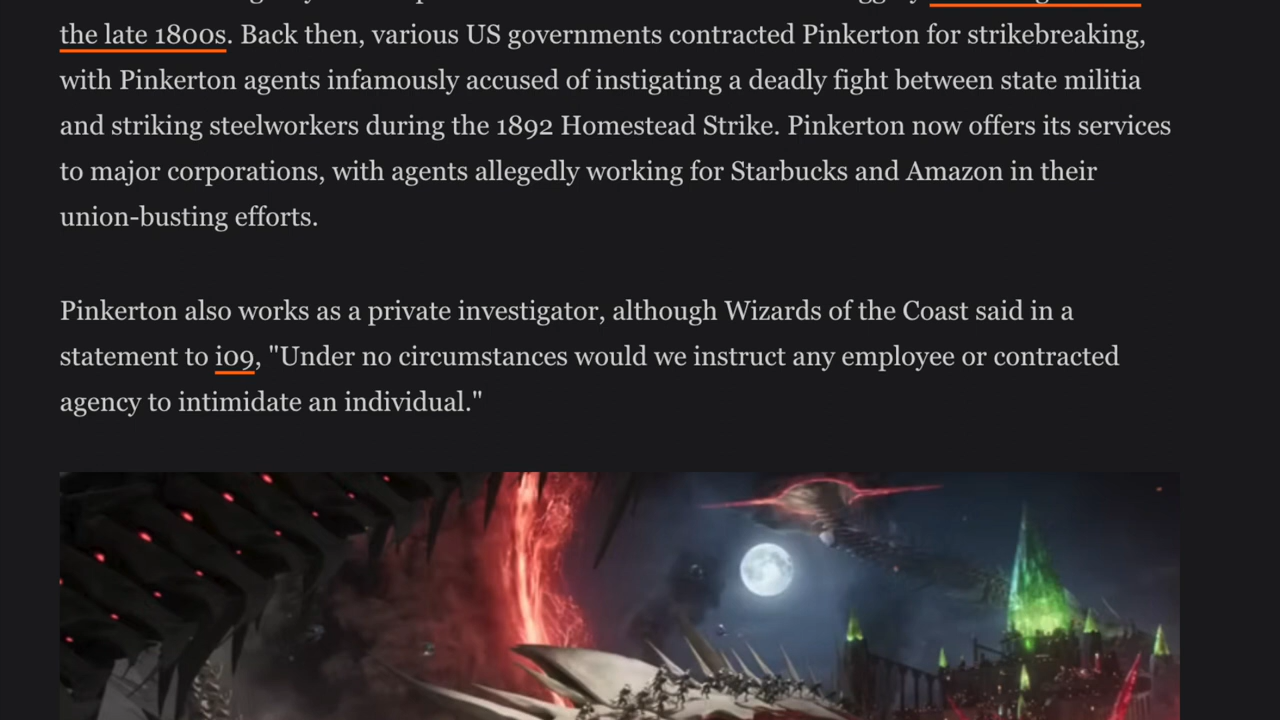 the late 1800s. Back then, various US governments contracted Pinkerton for strikebreaking,
with Pinkerton agents infamously accused of instigating a deadly fight between state militia
and striking steelworkers during the 1892 Homestead Strike. Pinkerton now offers its services
to major corporations, with agents allegedly working for Starbucks and Amazon in their
union-busting efforts.
Pinkerton also works as a private investigator, although Wizards of the Coast said in a
statement to io9, "Under no circumstances would we instruct any employee or contracted
agency to intimidate an individual."